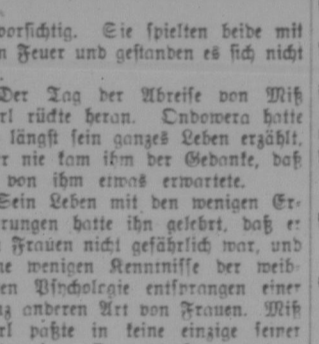 vorsichtig. Sie spielten beide mit
n Feuer und gestanden es sich nicht
Der Tag der Abreise von Miß
rl rückte heran. Ondowera hatte
längst sein ganzes Leben erzählt,
r nie kam ihm der Gedanke, daß
von ihm etwas erwartete.
Sein Leben mit den wenigen Er-
rungen hatte ihn gelehrt, daß er
Frauen nicht gefährlich war, und
ne wenigen Kenntnisse der weib-
en Psychologie entsprangen einer
nz anderen Art von Frauen. Miß
rl paßte in keine einzige seiner